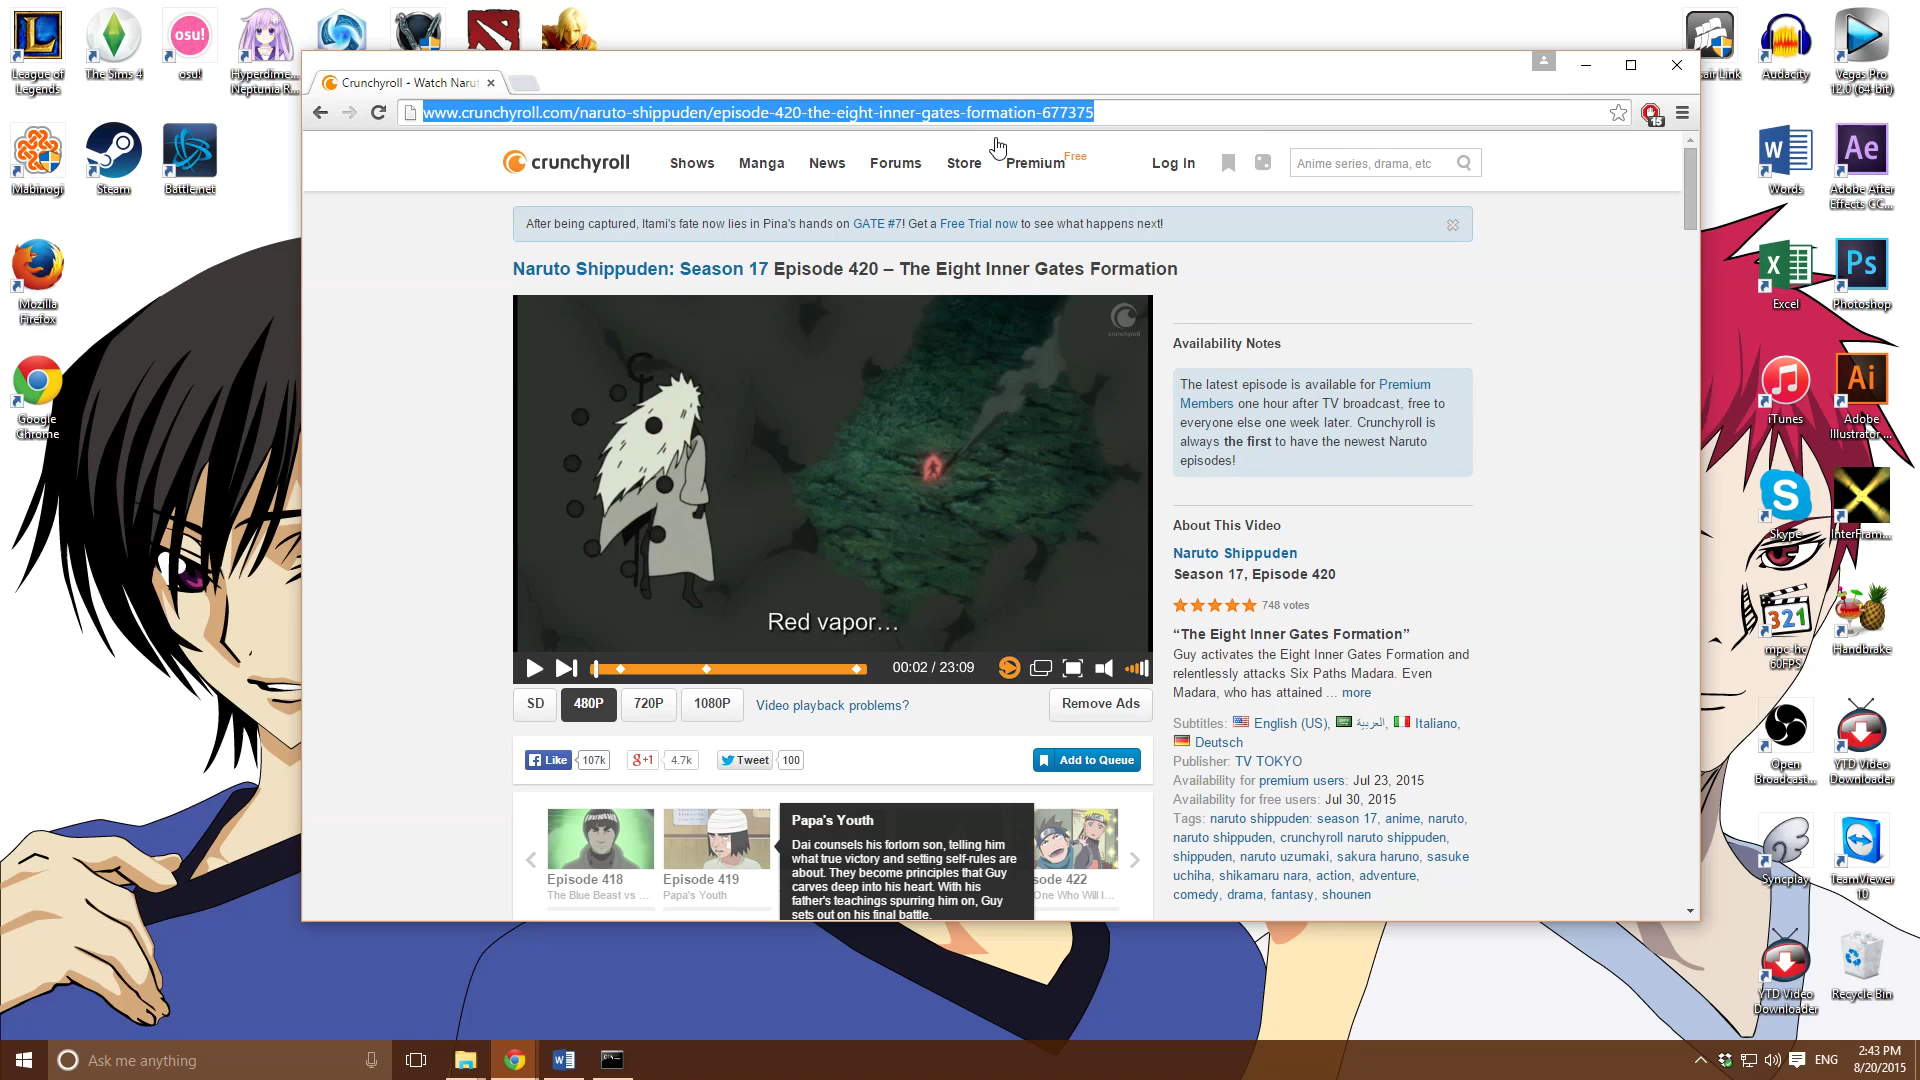 League of
Legends
The Sims 4
osu!
osu!
Hyperdime...
Neptunia R...
Mabinogi
Steam
Battle.net
Mozilla
Firefox
Google
Chrome
Crunchyroll - Watch Naru
www.crunchyroll.com/naruto-shippuden/episode-420-the-eight-inner-gates-formation-677375
15
crunchyroll
Shows
Manga
News
Forums
Store
Premium
Free
Log In
Anime series, drama, etc
After being captured, Itami's fate now lies in Pina's hands on GATE #7! Get a Free Trial now to see what happens next!
Naruto Shippuden: Season 17 Episode 420 – The Eight Inner Gates Formation
crunchyroll
Red vapor…
00:02 / 23:09
SD
480P
720P
1080P
Video playback problems?
Remove Ads
Like
107k
g+1
4.7k
Tweet
100
Add to Queue
Episode 418
The Blue Beast vs ...
Episode 419
Papa's Youth
Papa's Youth
Dai counsels his forlorn son, telling him
what true victory and setting self-rules are
about. They become principles that Guy
carves deep into his heart. With his
father's teachings spurring him on, Guy
sets out on his final battle.
sode 422
One Who Will I...
Availability Notes
The latest episode is available for Premium
Members one hour after TV broadcast, free to
everyone else one week later. Crunchyroll is
always the first to have the newest Naruto
episodes!
About This Video
Naruto Shippuden
Season 17, Episode 420
748 votes
“The Eight Inner Gates Formation”
Guy activates the Eight Inner Gates Formation and
relentlessly attacks Six Paths Madara. Even
Madara, who has attained ... more
Subtitles: English (US), العربية, Italiano,
Deutsch
Publisher: TV TOKYO
Availability for premium users: Jul 23, 2015
Availability for free users: Jul 30, 2015
Tags: naruto shippuden: season 17, anime, naruto,
naruto shippuden, crunchyroll naruto shippuden,
shippuden, naruto uzumaki, sakura haruno, sasuke
uchiha, shikamaru nara, action, adventure,
comedy, drama, fantasy, shounen
air Link
Audacity
Vegas Pro
12.0 (64-bit)
W
Words
Ae
Adobe After
Effects CC...
X
Excel
Ps
Photoshop
iTunes
Ai
Adobe
Illustrator ...
S
Skype
InterFram...
321
mpc-hc
60FPS
Handbrake
Open
Broadcast...
YTD Video
Downloader
Syncplay
TeamViewer
10
YTD Video
Downloader
Recycle Bin
Ask me anything
ENG
2:43 PM
8/20/2015